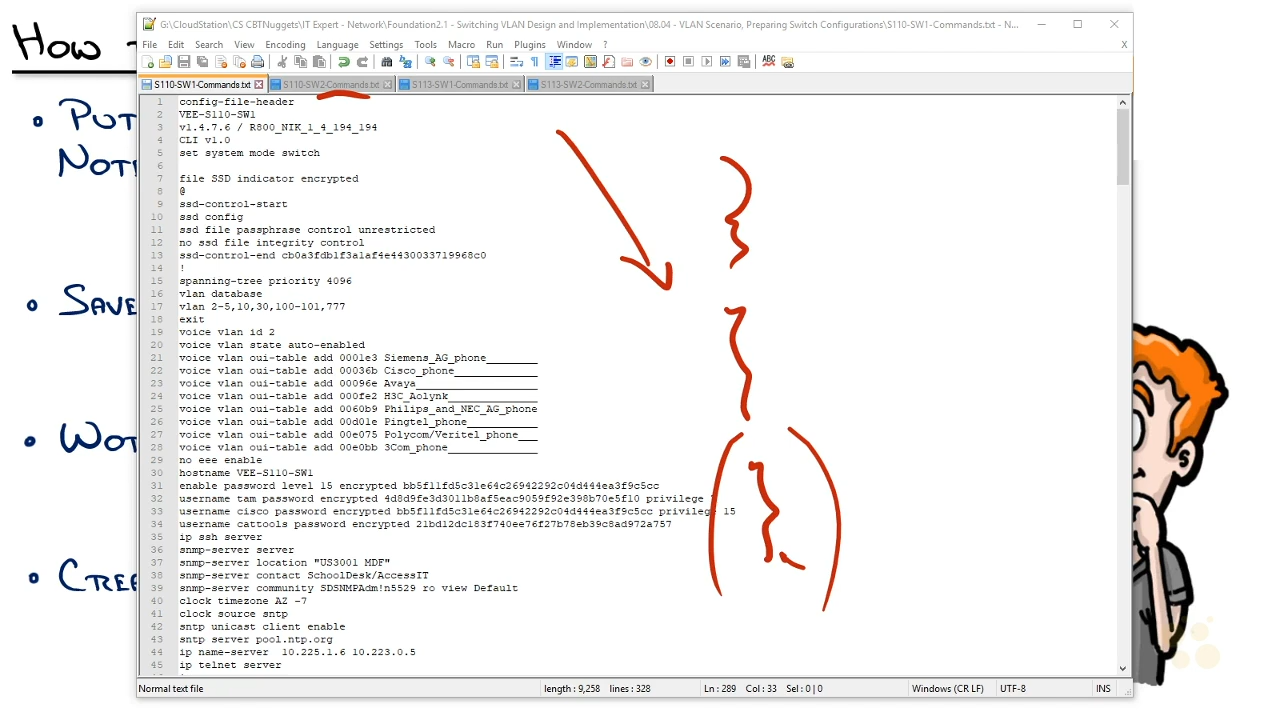 How
• Put
Note
• Save
• Wor
• Cre
G:\CloudStation\CS CBTNuggets\IT Expert - Network\Foundation2.1 - Switching VLAN Design and Implementation\08.04 - VLAN Scenario, Preparing Switch Configurations\S110-SW1-Commands.txt - N...
File Edit Search View Encoding Language Settings Tools Macro Run Plugins Window ? X
S110-SW1-Commands.txt S110-SW2-Commands.txt S113-SW1-Commands.txt S113-SW2-Commands.txt
1 config-file-header
2 VEE-S110-SW1
3 v1.4.7.6 / R800_NIK_1_4_194_194
4 CLI v1.0
5 set system mode switch
6
7 file SSD indicator encrypted
8 @
9 ssd-control-start
10 ssd config
11 ssd file passphrase control unrestricted
12 no ssd file integrity control
13 ssd-control-end cb0a3fdb1f3a1af4e4430033719968c0
14 !
15 spanning-tree priority 4096
16 vlan database
17 vlan 2-5,10,30,100-101,777
18 exit
19 voice vlan id 2
20 voice vlan state auto-enabled
21 voice vlan oui-table add 0001e3 Siemens_AG_phone________
22 voice vlan oui-table add 00036b Cisco_phone_____________
23 voice vlan oui-table add 00096e Avaya___________________
24 voice vlan oui-table add 000fe2 H3C_Aolynk______________
25 voice vlan oui-table add 0060b9 Philips_and_NEC_AG_phone
26 voice vlan oui-table add 00d01e Pingtel_phone___________
27 voice vlan oui-table add 00e075 Polycom/Veritel_phone___
28 voice vlan oui-table add 00e0bb 3Com_phone______________
29 no eee enable
30 hostname VEE-S110-SW1
31 enable password level 15 encrypted bb5f11fd5c31e64c26942292c04d444ea3f9c5cc
32 username tam password encrypted 4d8d9fe3d3011b8af5eac9059f92e398b70e5f10 privilege
33 username cisco password encrypted bb5f11fd5c31e64c26942292c04d444ea3f9c5cc privilege 15
34 username cattools password encrypted 21bd12dc183f740ee76f27b78eb39c8ad972a757
35 ip ssh server
36 snmp-server server
37 snmp-server location "US3001 MDF"
38 snmp-server contact SchoolDesk/AccessIT
39 snmp-server community SDSNMPAdm!n5529 ro view Default
40 clock timezone AZ -7
41 clock source sntp
42 sntp unicast client enable
43 sntp server pool.ntp.org
44 ip name-server 10.225.1.6 10.223.0.5
45 ip telnet server
Normal text file length : 9,258 lines : 328 Ln : 289 Col : 33 Sel : 0 | 0 Windows (CR LF) UTF-8 INS